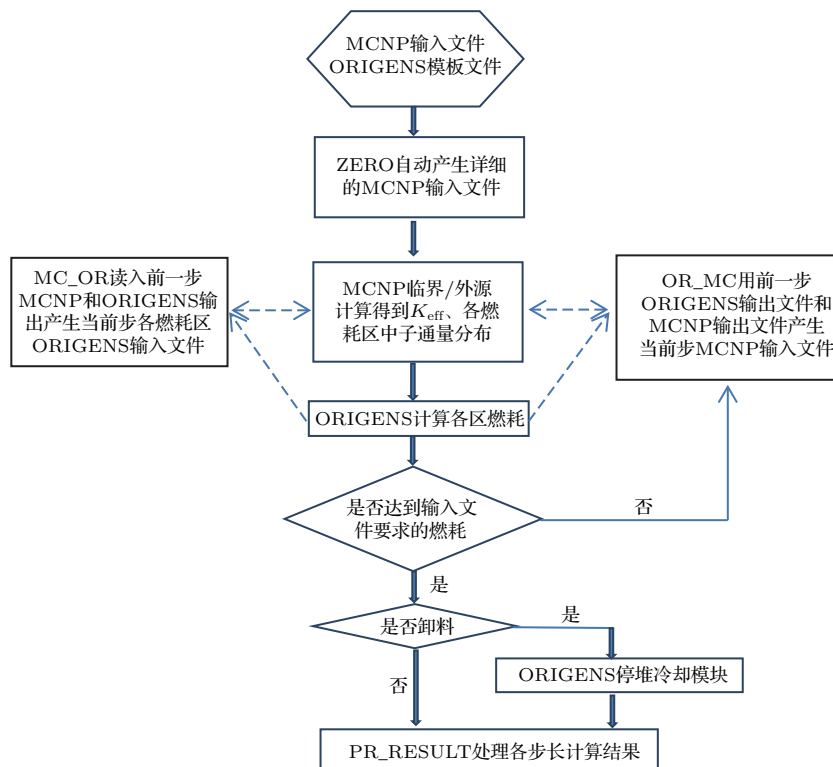 MCNP输入文件
ORIGENS模板文件
ZERO自动产生详细
的MCNP输入文件
MC_OR读入前一步
MCNP和ORIGENS输
出产生当前步各燃耗区
ORIGENS输入文件
MCNP临界/外源
计算得到Keff、各燃
耗区中子通量分布
OR_MC用前一步
ORIGENS输出文件和
MCNP输出文件产生
当前步MCNP输入文件
ORIGENS计算各区燃耗
是否达到输入文
件要求的燃耗
否
是
是否卸料
是
否
ORIGENS停堆冷却模块
PR_RESULT处理各步长计算结果